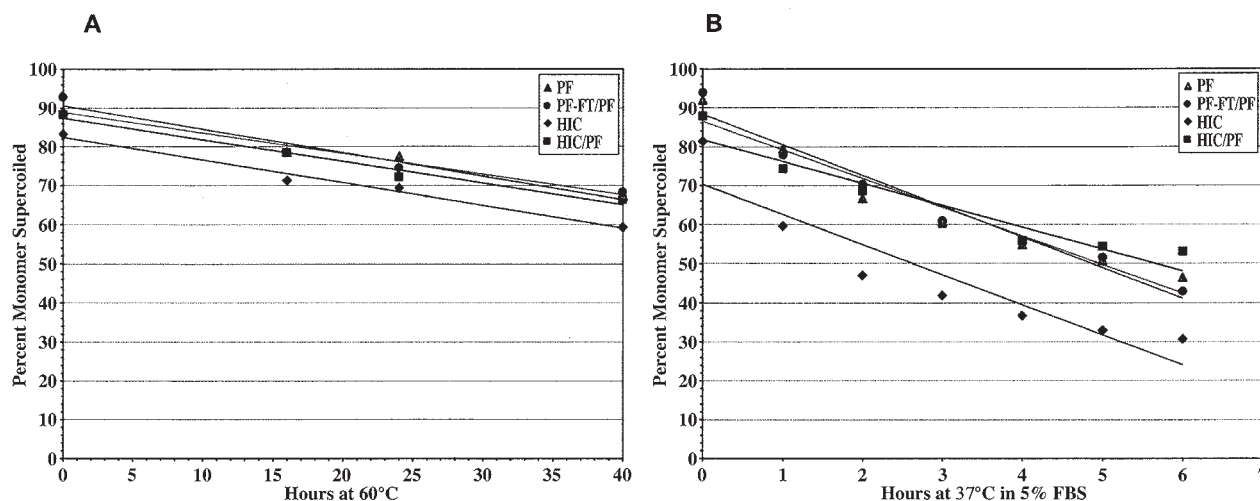 A
B
100
90
80
70
60
50
40
30
20
10
0
Percent Monomer Supercoiled
PF
PF-FT/PF
HIC
HIC/PF
0 5 10 15 20 25 30 35 40
Hours at 60°C
100
90
80
70
60
50
40
30
20
10
0
Percent Monomer Supercoiled
PF
PF-FT/PF
HIC
HIC/PF
0 1 2 3 4 5 6
Hours at 37°C in 5% FBS